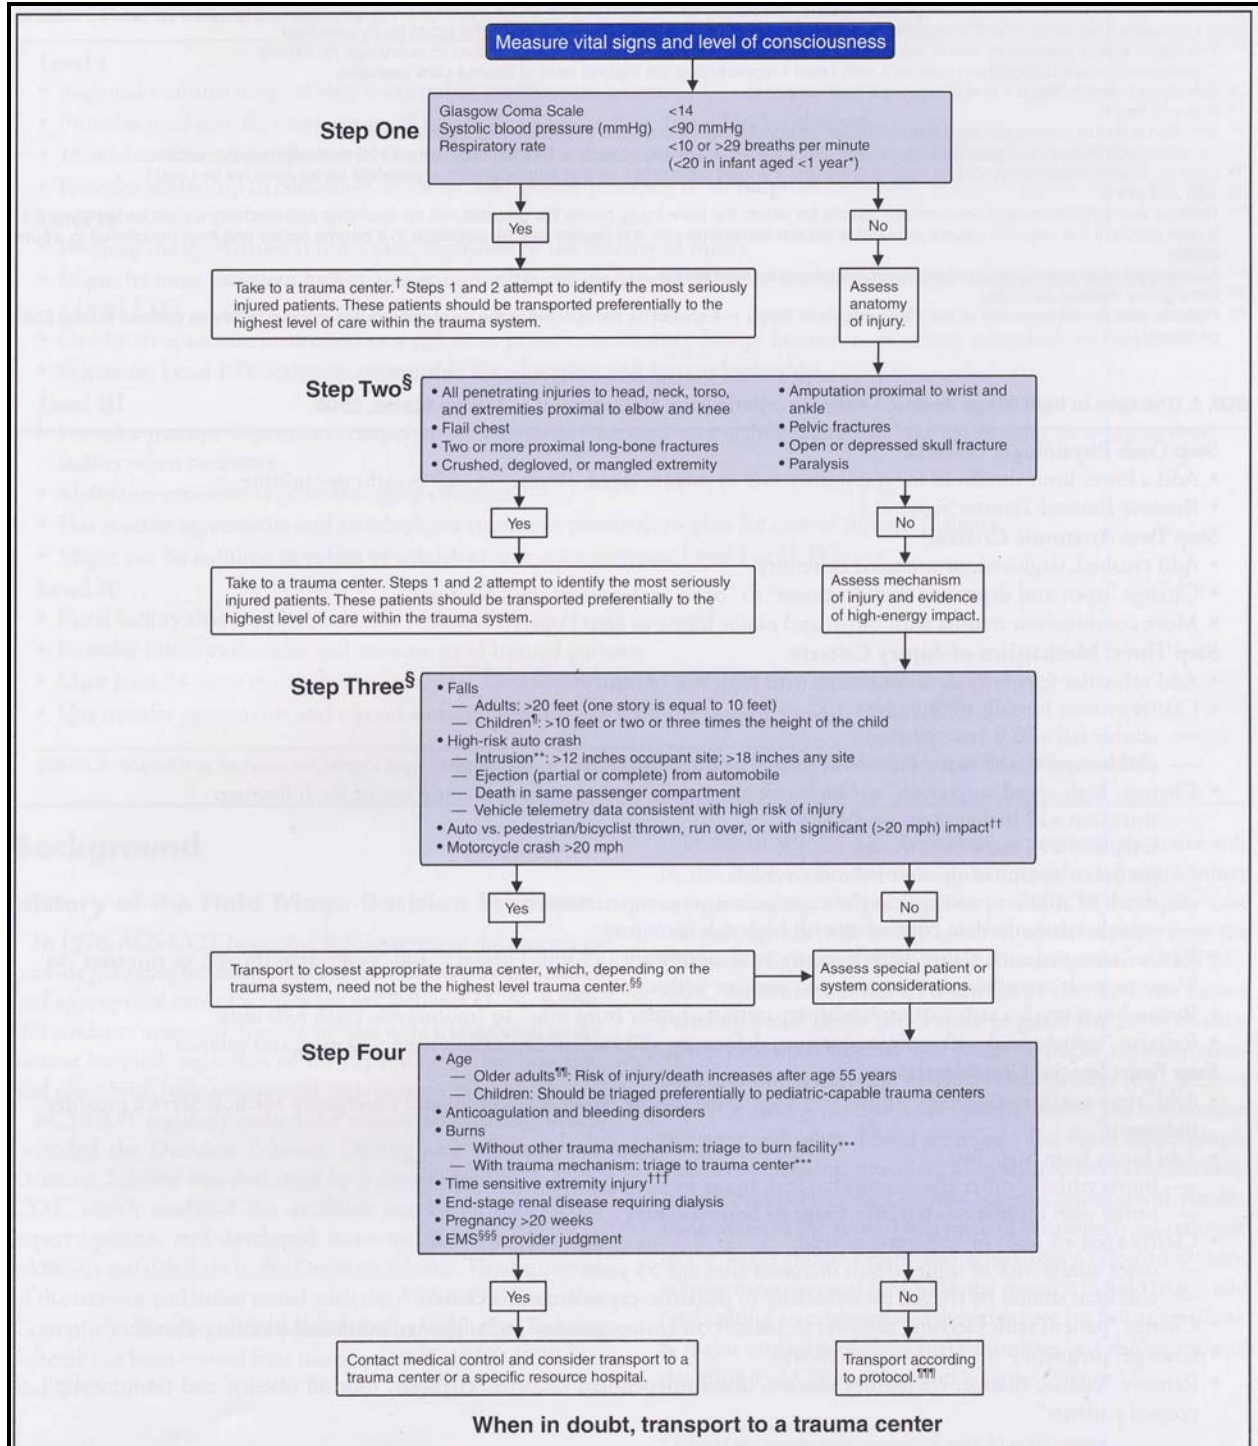 Measure vital signs and level of consciousness
Step One
Glasgow Coma Scale <14
Systolic blood pressure (mmHg) <90 mmHg
Respiratory rate <10 or >29 breaths per minute
(<20 in infant aged <1 year*)
Yes
No
Take to a trauma center.† Steps 1 and 2 attempt to identify the most seriously
injured patients. These patients should be transported preferentially to the
highest level of care within the trauma system.
Assess
anatomy
of injury.
Step Two§
• All penetrating injuries to head, neck, torso,
and extremities proximal to elbow and knee
• Flail chest
• Two or more proximal long-bone fractures
• Crushed, degloved, or mangled extremity
• Amputation proximal to wrist and
ankle
• Pelvic fractures
• Open or depressed skull fracture
• Paralysis
Yes
No
Take to a trauma center. Steps 1 and 2 attempt to identify the most seriously
injured patients. These patients should be transported preferentially to the
highest level of care within the trauma system.
Assess mechanism
of injury and evidence
of high-energy impact.
Step Three§
• Falls
— Adults: >20 feet (one story is equal to 10 feet)
— Children¶: >10 feet or two or three times the height of the child
• High-risk auto crash
— Intrusion**: >12 inches occupant site; >18 inches any site
— Ejection (partial or complete) from automobile
— Death in same passenger compartment
— Vehicle telemetry data consistent with high risk of injury
• Auto vs. pedestrian/bicyclist thrown, run over, or with significant (>20 mph) impact††
• Motorcycle crash >20 mph
Yes
No
Transport to closest appropriate trauma center, which, depending on the
trauma system, need not be the highest level trauma center.§§
Assess special patient or
system considerations.
Step Four
• Age
— Older adults¶¶: Risk of injury/death increases after age 55 years
— Children: Should be triaged preferentially to pediatric-capable trauma centers
• Anticoagulation and bleeding disorders
• Burns
— Without other trauma mechanism: triage to burn facility***
— With trauma mechanism: triage to trauma center***
• Time sensitive extremity injury†††
• End-stage renal disease requiring dialysis
• Pregnancy >20 weeks
• EMS§§§ provider judgment
Yes
No
Contact medical control and consider transport to a
trauma center or a specific resource hospital.
Transport according
to protocol.¶¶¶
When in doubt, transport to a trauma center